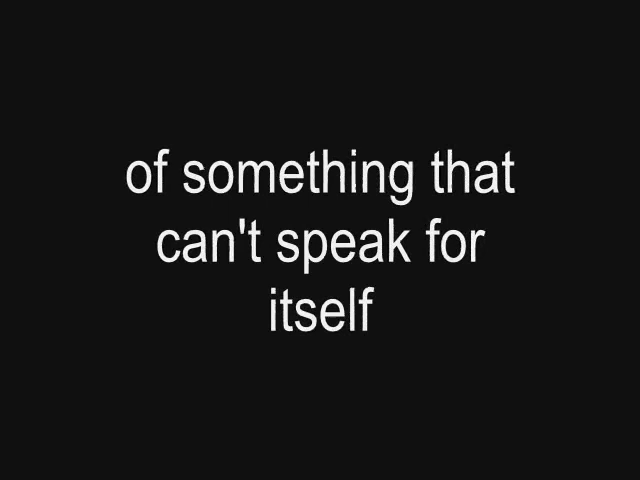 of something that
can't speak for
itself